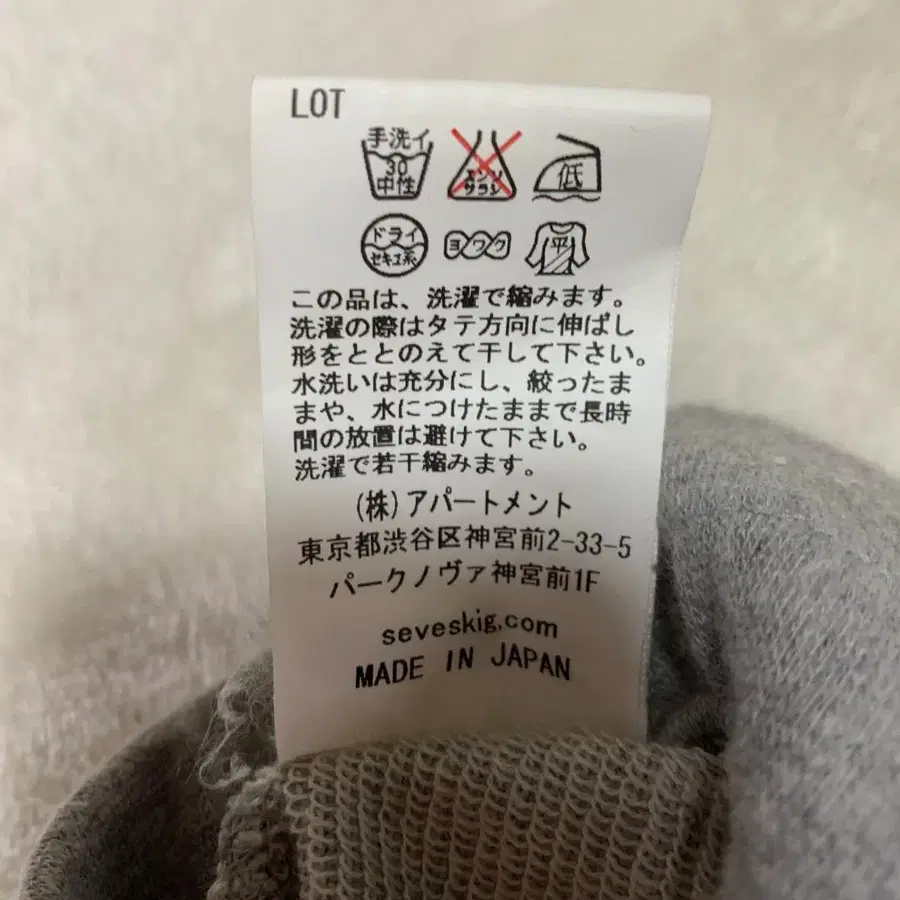 LOT
手洗イ
30
中性
エンソ
サラシ
低
ドライ
セキユ系
ヨワク
平
この品は、洗濯で縮みます。
洗濯の際はタテ方向に伸ばし
形をととのえて干して下さい。
水洗いは充分にし、絞ったま
まや、水につけたままで長時
間の放置は避けて下さい。
洗濯で若干縮みます。
(株)アパートメント
東京都渋谷区神宮前2-33-5
パークノヴァ神宮前1F
seveskig.com
MADE IN JAPAN